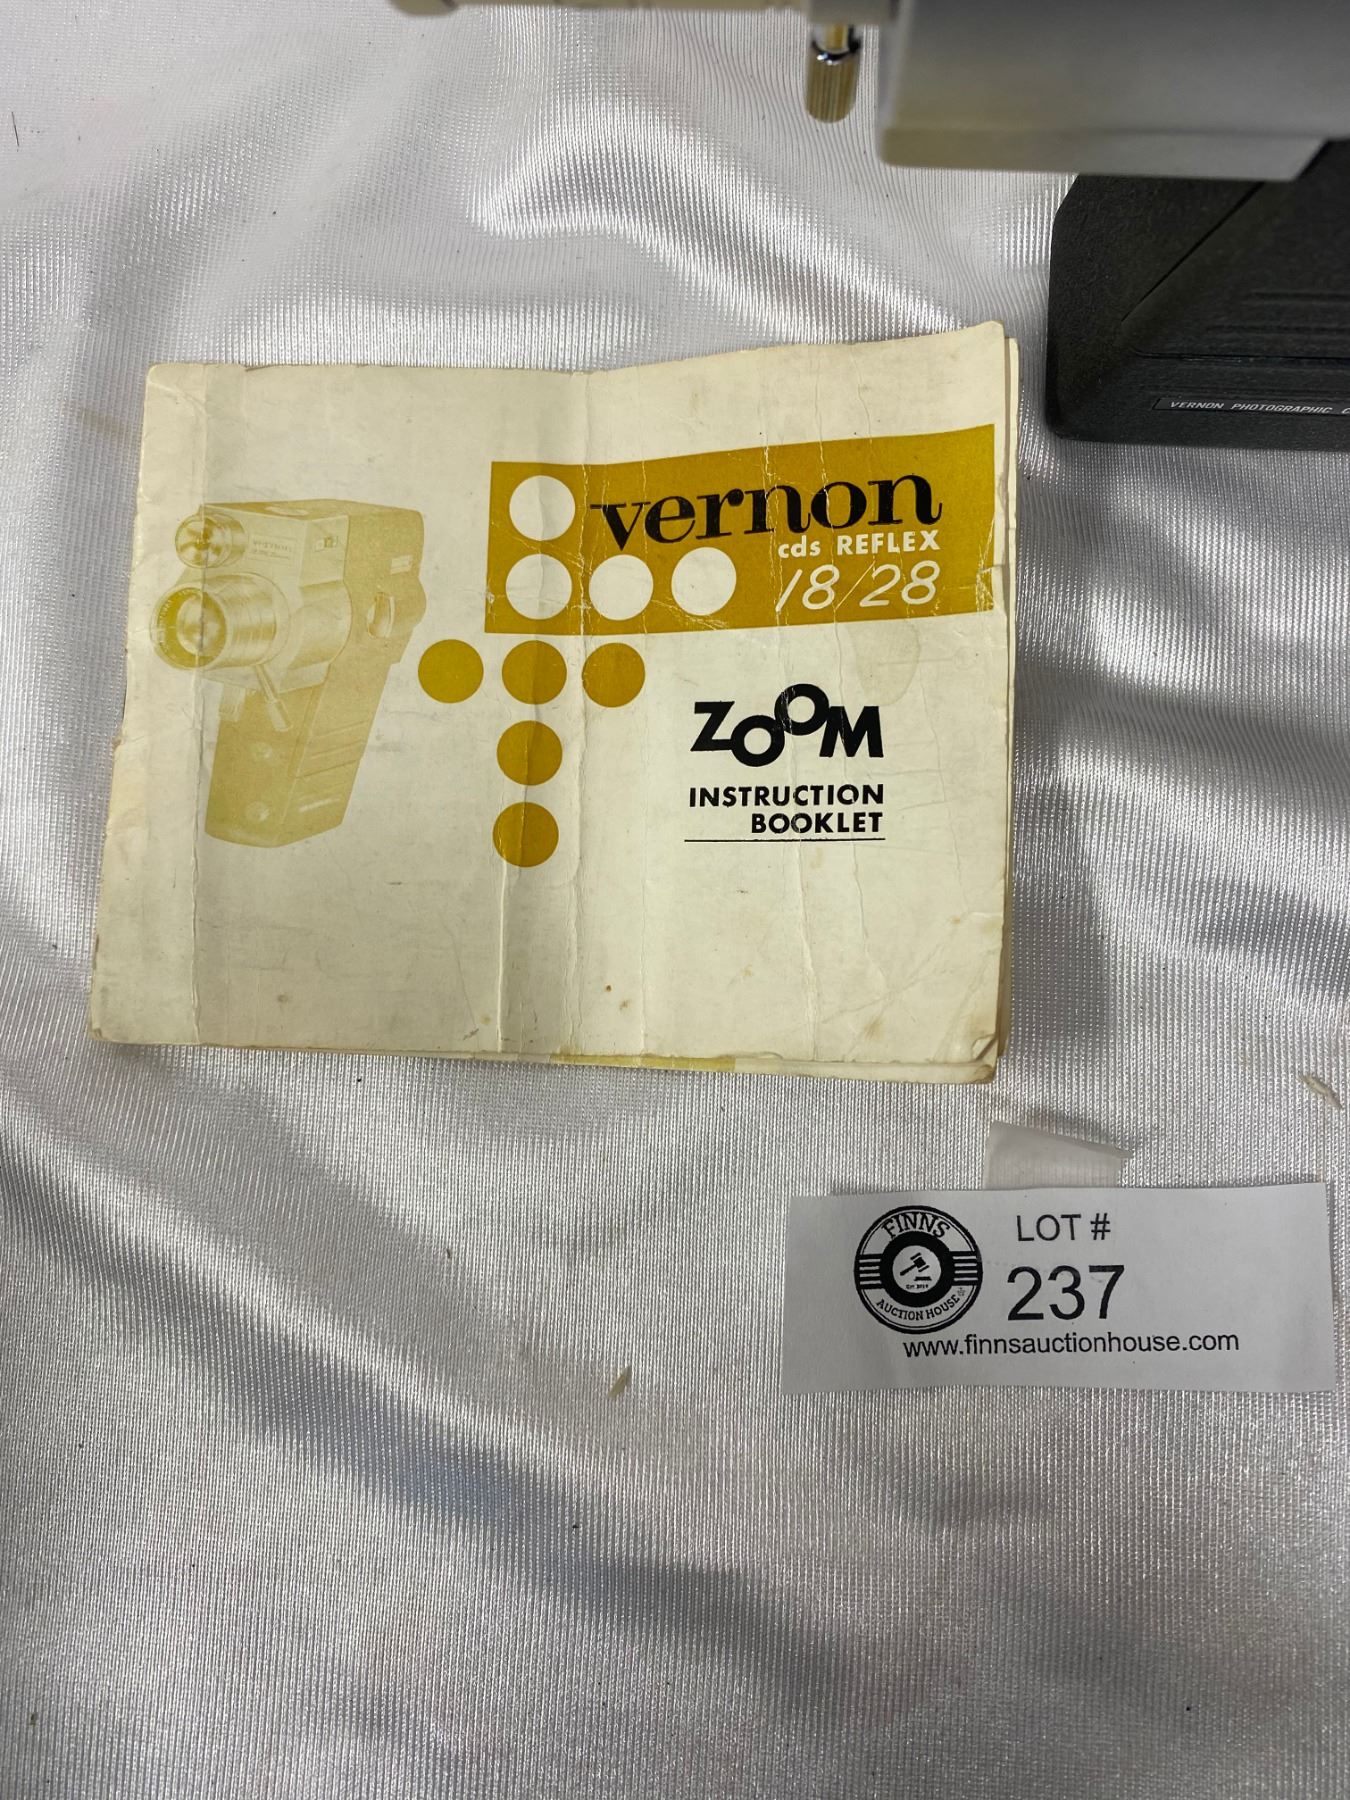 VERNON PHOTOGRAPHIC
vernon
cds REFLEX
18/28
ZOOM
INSTRUCTION
BOOKLET
FINNS
AUCTION HOUSE
LOT #
237
www.finnsauctionhouse.com